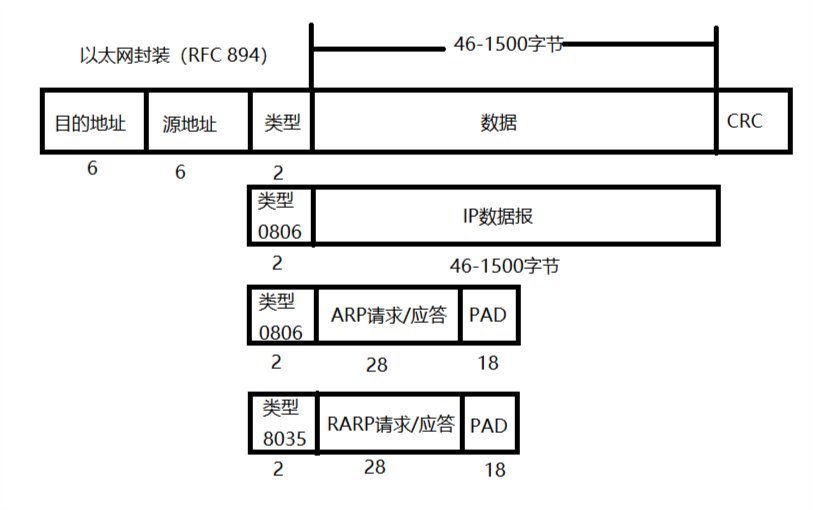 以太网封装（RFC 894）
46-1500字节
目的地址 源地址 类型 数据 CRC
6 6 2
类型
0806
IP数据报
2 46-1500字节
类型
0806
ARP请求/应答 PAD
2 28 18
类型
8035
RARP请求/应答 PAD
2 28 18